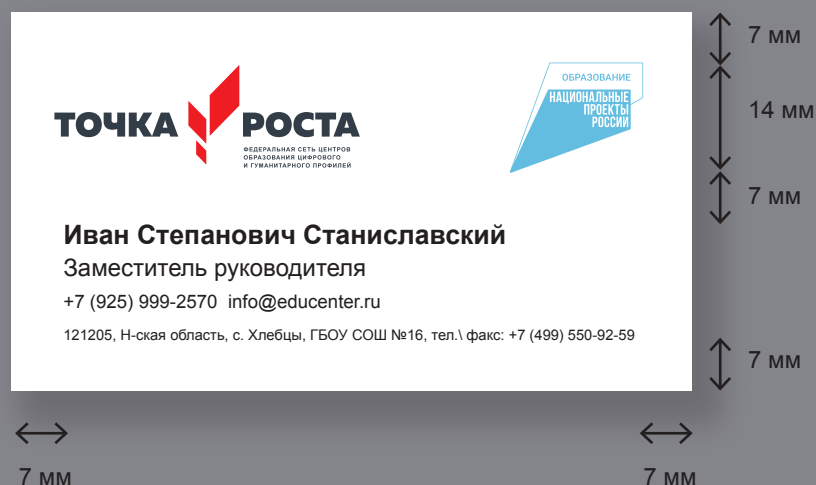 ТОЧКА РОСТА
ФЕДЕРАЛЬНАЯ СЕТЬ ЦЕНТРОВ
ОБРАЗОВАНИЯ ЦИФРОВОГО
И ГУМАНИТАРНОГО ПРОФИЛЕЙ
ОБРАЗОВАНИЕ
НАЦИОНАЛЬНЫЕ
ПРОЕКТЫ
РОССИИ
Иван Степанович Станиславский
Заместитель руководителя
+7 (925) 999-2570 info@educenter.ru
121205, Н-ская область, с. Хлебцы, ГБОУ СОШ №16, тел.\ факс: +7 (499) 550-92-59
7 мм
14 мм
7 мм
7 мм
7 мм
7 мм